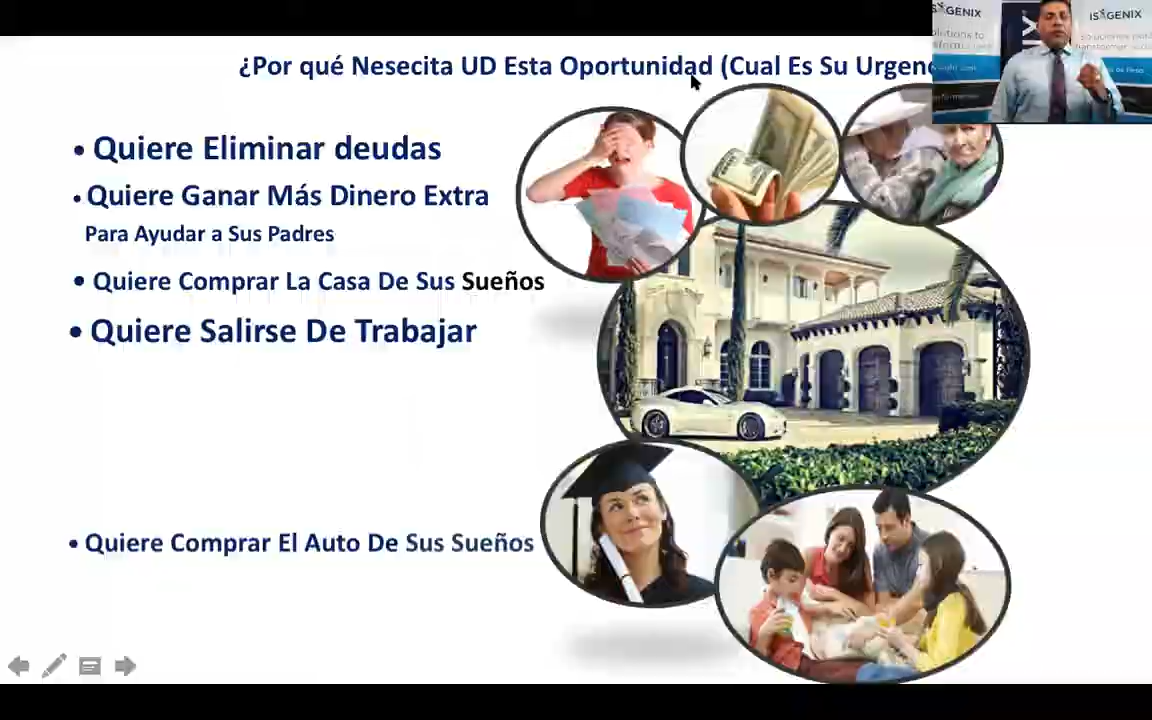 ¿Por qué Nesecita UD Esta Oportunidad (Cual Es Su
• Quiere Eliminar deudas
• Quiere Ganar Más Dinero Extra
Para Ayudar a Sus Padres
• Quiere Comprar La Casa De Sus Sueños
• Quiere Salirse De Trabajar
• Quiere Comprar El Auto De Sus Sueños
ISAGENIX
ISAGENIX